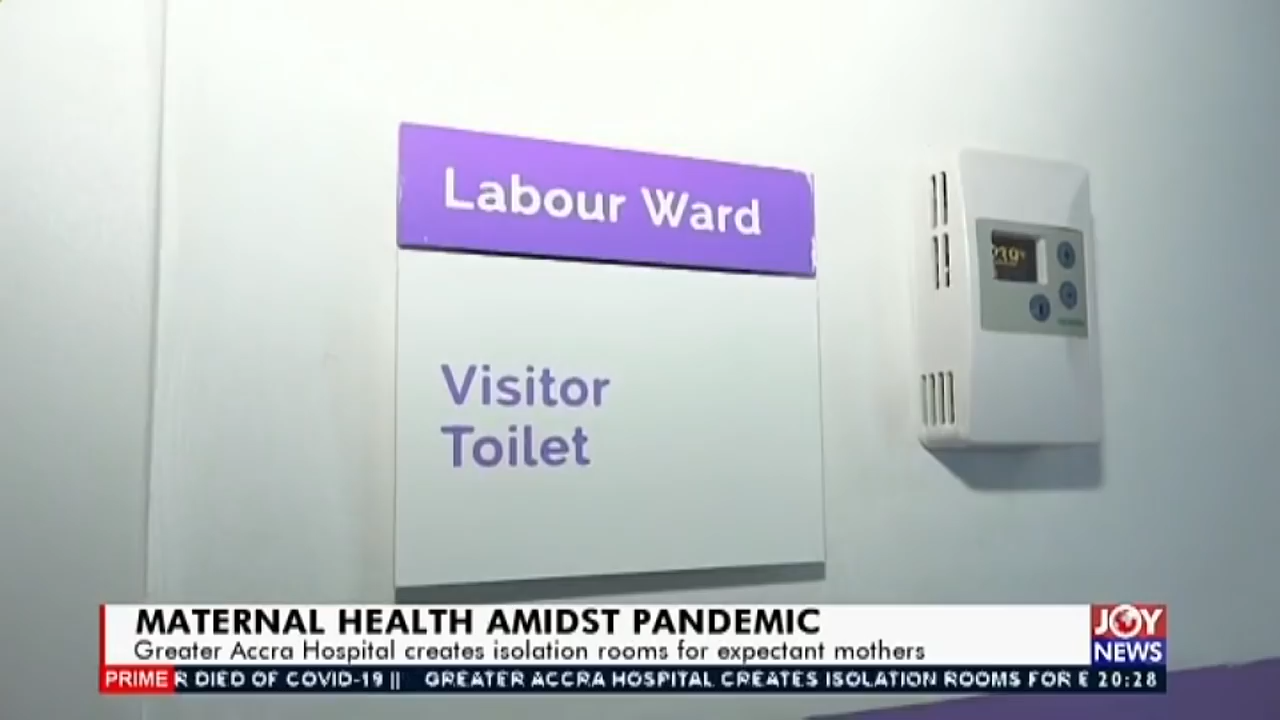 Labour Ward
Visitor
Toilet
MATERNAL HEALTH AMIDST PANDEMIC
Greater Accra Hospital creates isolation rooms for expectant mothers
JOY
NEWS
PRIME R DIED OF COVID-19 || GREATER ACCRA HOSPITAL CREATES ISOLATION ROOMS FOR E 20:28